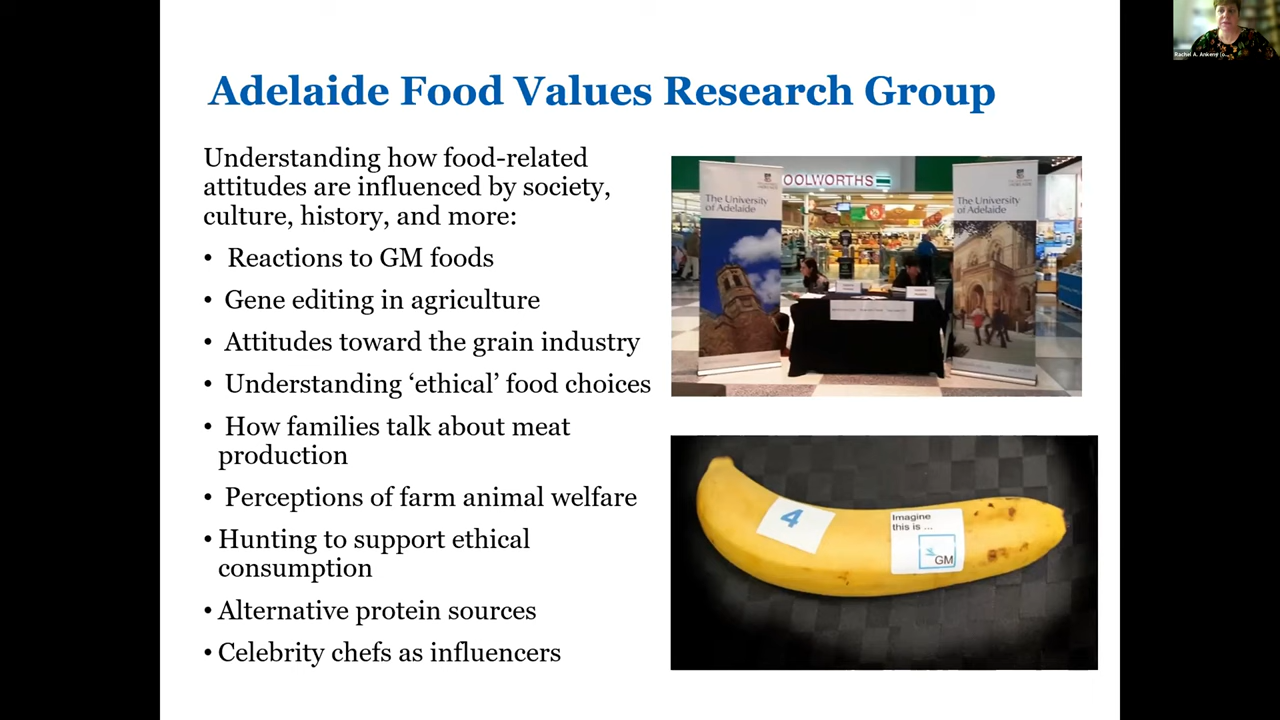 Rachel A. Ankeny (
Adelaide Food Values Research Group
Understanding how food-related
attitudes are influenced by society,
culture, history, and more:
• Reactions to GM foods
• Gene editing in agriculture
• Attitudes toward the grain industry
• Understanding ‘ethical’ food choices
• How families talk about meat
production
• Perceptions of farm animal welfare
• Hunting to support ethical
consumption
• Alternative protein sources
• Celebrity chefs as influencers
OOLWORTHS
The University
of Adelaide
The University
of Adelaide
4
Imagine
this is ...
GM